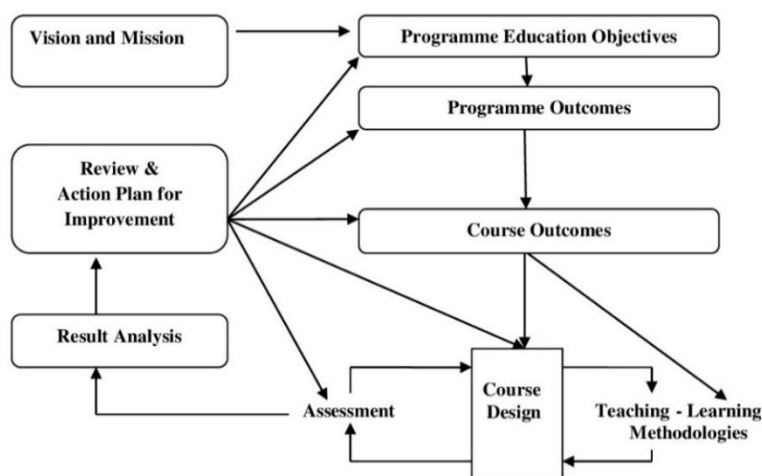 Vision and Mission
Programme Education Objectives
Programme Outcomes
Review &
Action Plan for
Improvement
Course Outcomes
Result Analysis
Assessment
Course
Design
Teaching - Learning
Methodologies